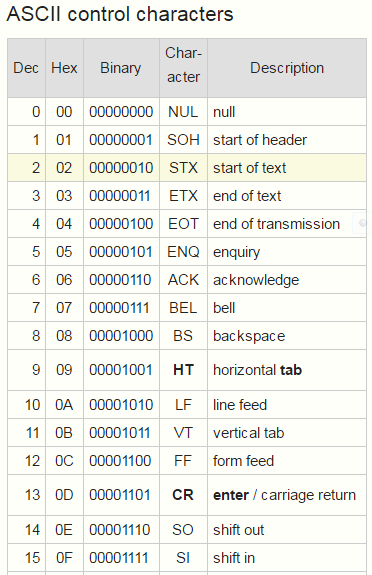 ASCII control characters
Dec Hex Binary Char-acter Description
0 00 00000000 NUL null
1 01 00000001 SOH start of header
2 02 00000010 STX start of text
3 03 00000011 ETX end of text
4 04 00000100 EOT end of transmission
5 05 00000101 ENQ enquiry
6 06 00000110 ACK acknowledge
7 07 00000111 BEL bell
8 08 00001000 BS backspace
9 09 00001001 HT horizontal tab
10 0A 00001010 LF line feed
11 0B 00001011 VT vertical tab
12 0C 00001100 FF form feed
13 0D 00001101 CR enter / carriage return
14 0E 00001110 SO shift out
15 0F 00001111 SI shift in